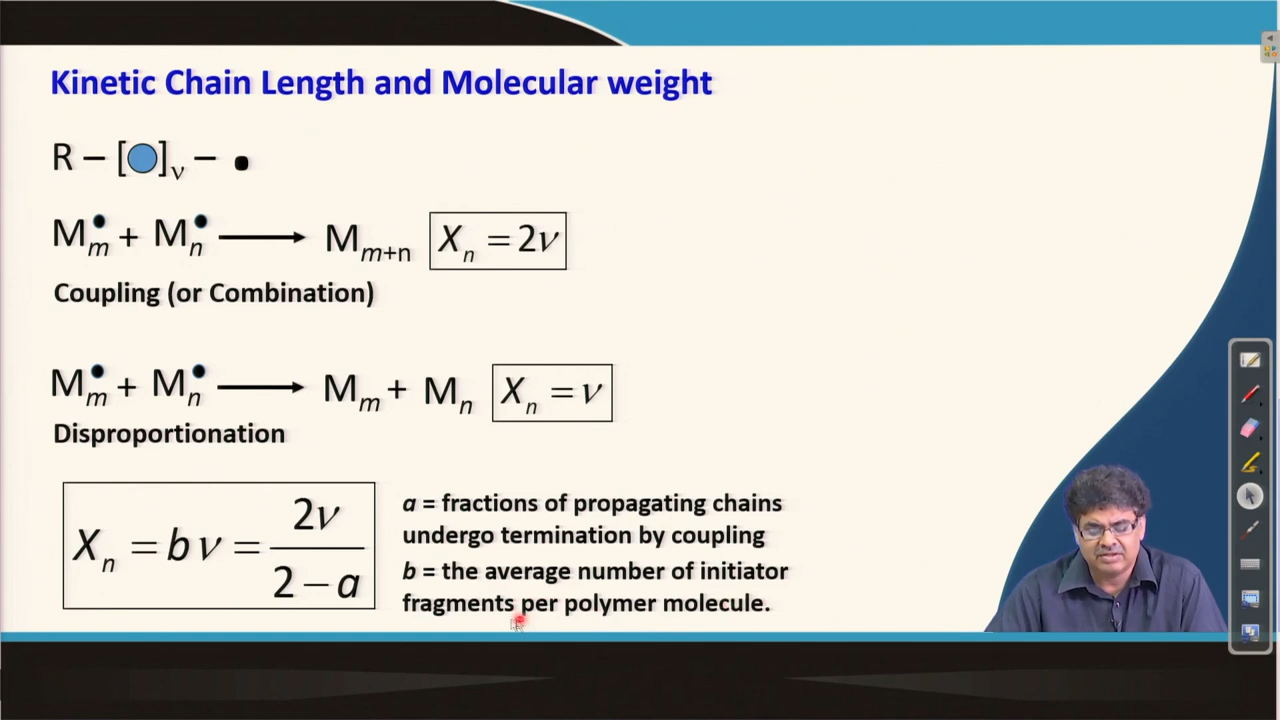 Kinetic Chain Length and Molecular weight
R – [ ]ν – •
M•m + M•n ⟶ Mm+n Xn = 2ν
Coupling (or Combination)
M•m + M•n ⟶ Mm + Mn Xn = ν
Disproportionation
Xn = bν = 2ν / 2 – a
a = fractions of propagating chains
undergo termination by coupling
b = the average number of initiator
fragments per polymer molecule.